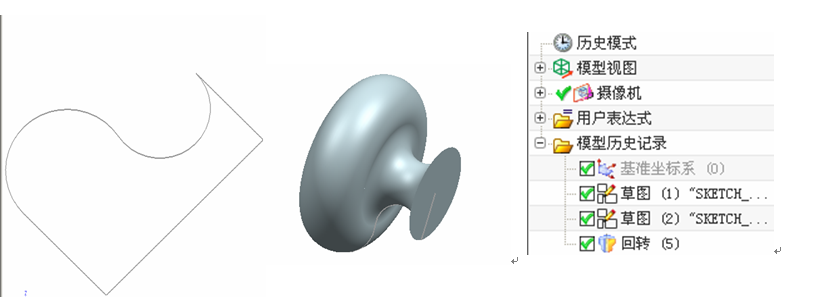 历史模式
模型视图
摄像机
用户表达式
模型历史记录
基准坐标系 (0)
草图 (1) "SKETCH_...
草图 (2) "SKETCH_...
回转 (5)